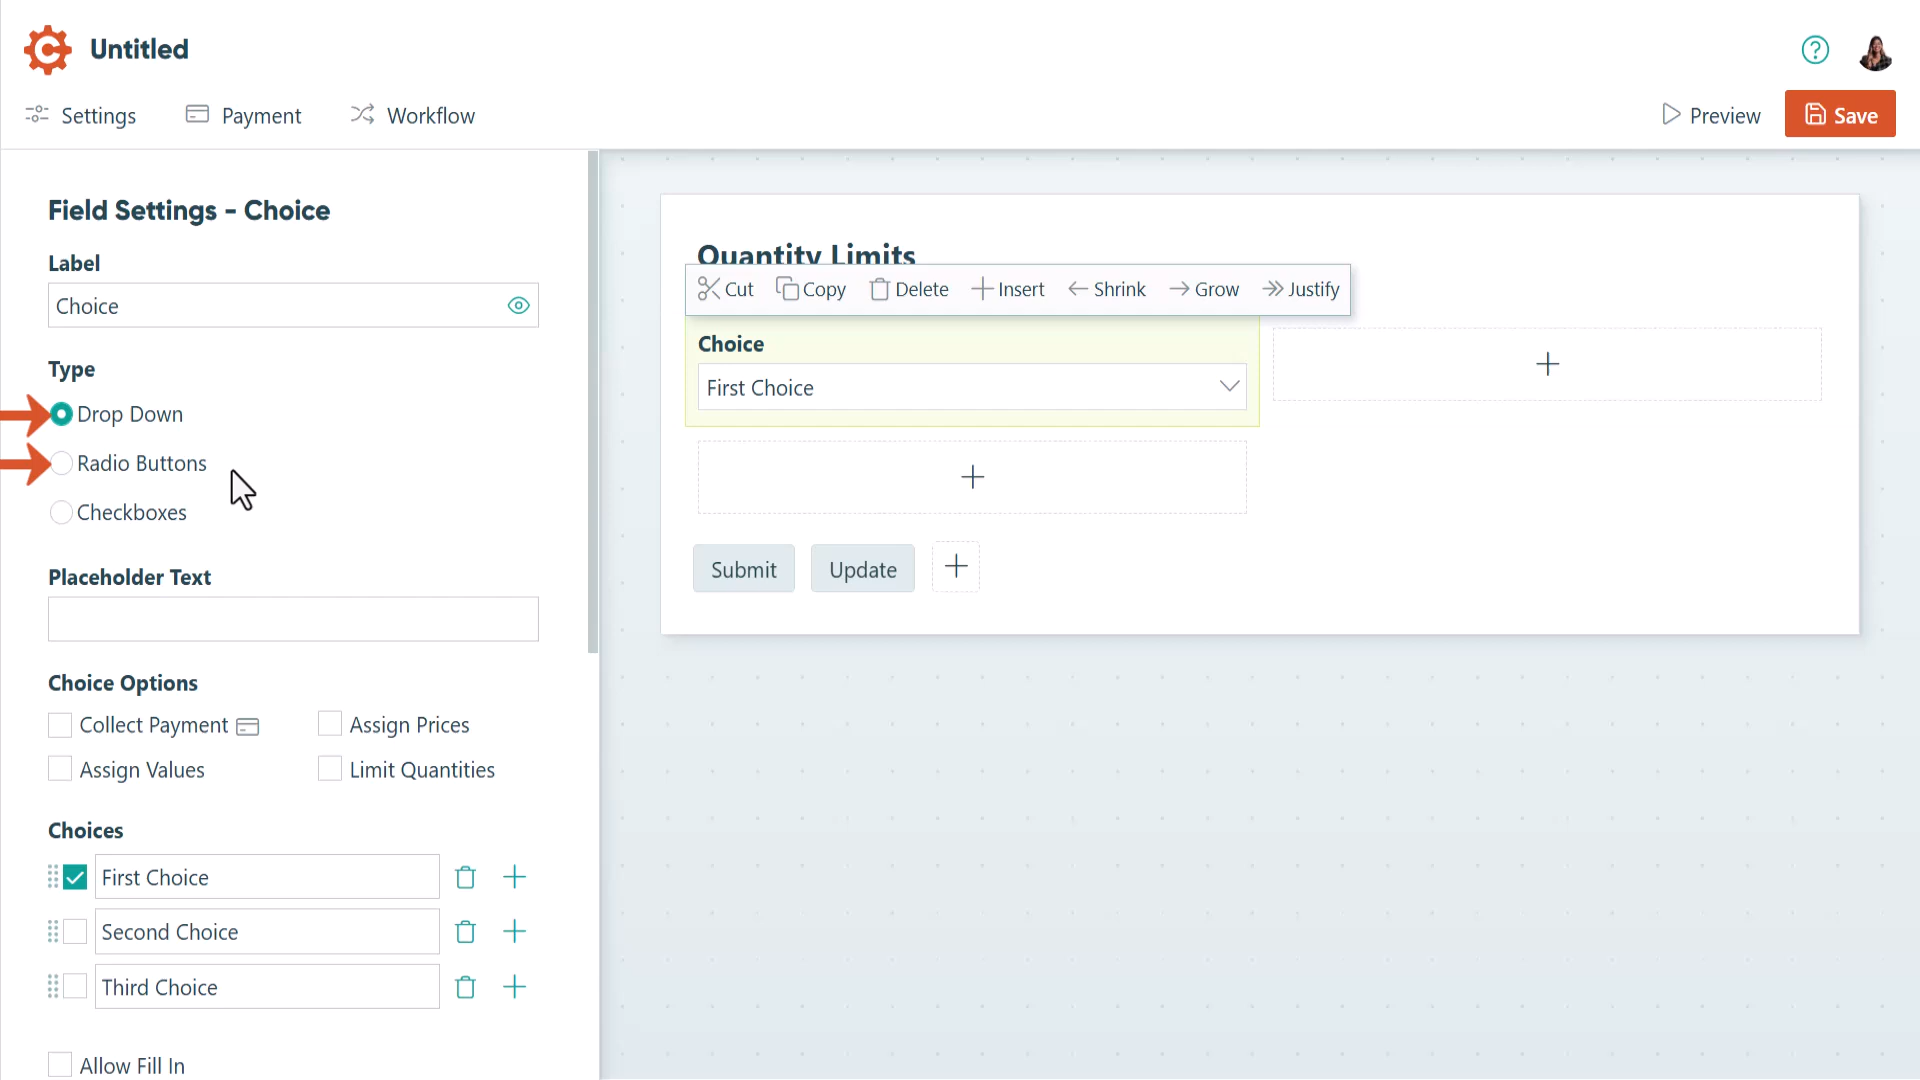 Untitled
Settings
Payment
Workflow
Preview
Save
Field Settings - Choice
Label
Choice
Type
Drop Down
Radio Buttons
Checkboxes
Placeholder Text
Choice Options
Collect Payment
Assign Prices
Assign Values
Limit Quantities
Choices
First Choice
Second Choice
Third Choice
Allow Fill In
Quantity Limits
Cut
Copy
Delete
Insert
Shrink
Grow
Justify
Choice
First Choice
Submit
Update